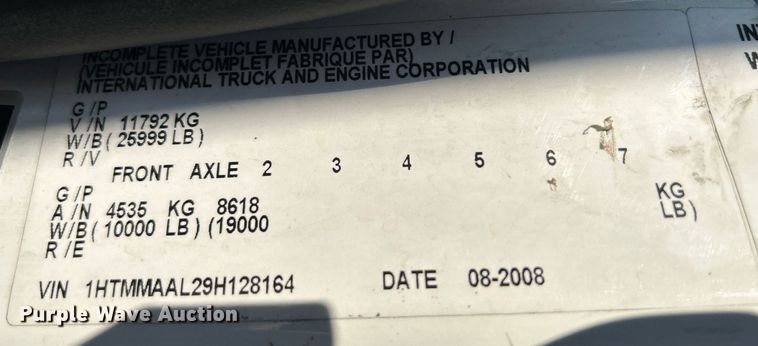 INCOMPLETE VEHICLE MANUFACTURED BY /
(VEHICULE INCOMPLET FABRIQUE PAR)
INTERNATIONAL TRUCK AND ENGINE CORPORATION
G/P
V/N 11792 KG
W/B( 25999 LB)
R/V
FRONT AXLE 2 3 4 5 6 7
G/P
A/N 4535 KG 8618 KG
W/B( 10000 LB) (19000 LB)
R/E
VIN 1HTMMAAL29H128164 DATE 08-2008
IN
Purple Wave Auction